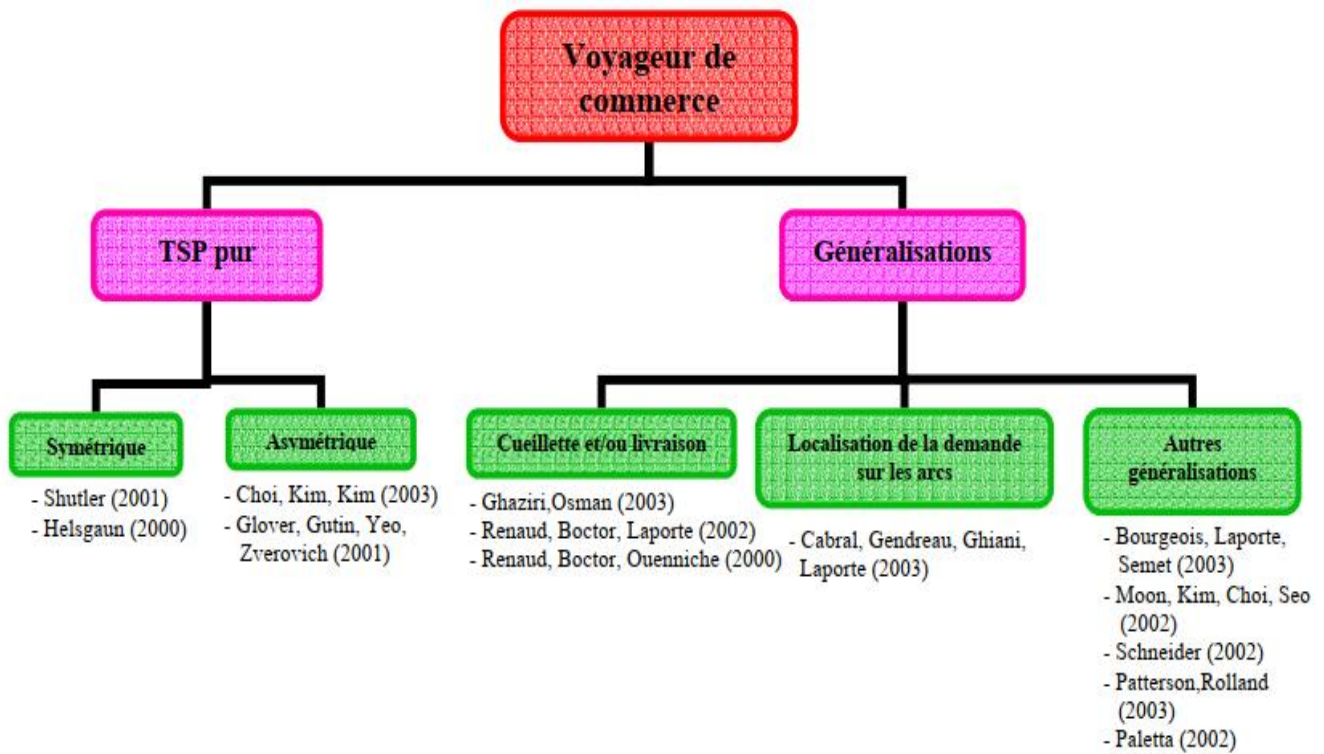 Voyageur de
commerce
TSP pur
Généralisations
Symétrique
Asymétrique
Cueillette et/ou livraison
Localisation de la demande
sur les arcs
Autres
généralisations
- Shutler (2001)
- Helsgaun (2000)
- Choi, Kim, Kim (2003)
- Glover, Gutin, Yeo,
Zverovich (2001)
- Ghaziri,Osman (2003)
- Renaud, Boctor, Laporte (2002)
- Renaud, Boctor, Ouenniche (2000)
- Cabral, Gendreau, Ghiani,
Laporte (2003)
- Bourgeois, Laporte,
Semet (2003)
- Moon, Kim, Choi, Seo
(2002)
- Schneider (2002)
- Patterson,Rolland
(2003)
- Paletta (2002)